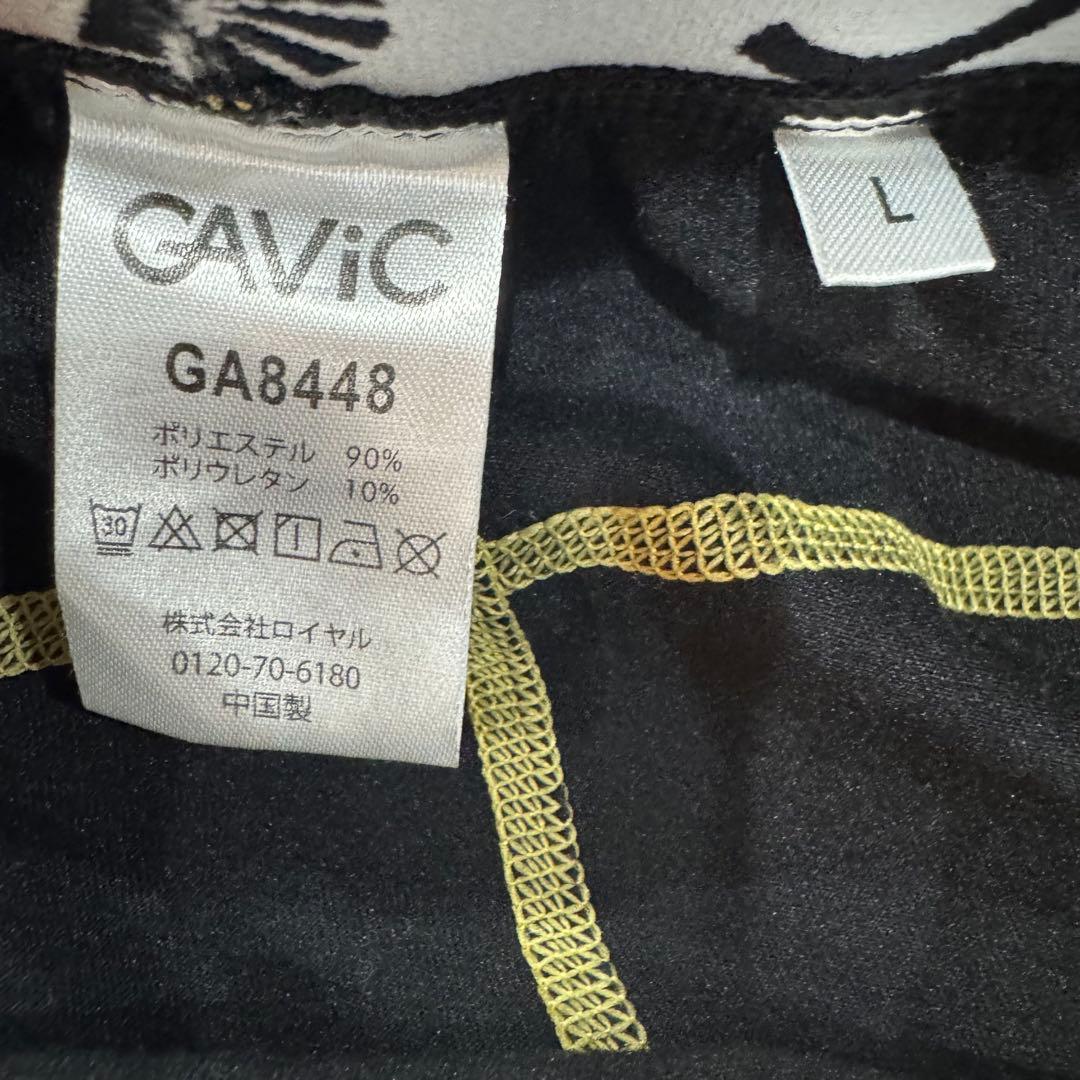 GAViC
GA8448
ポリエステル 90%
ポリウレタン 10%
30
株式会社ロイヤル
0120-70-6180
中国製
L